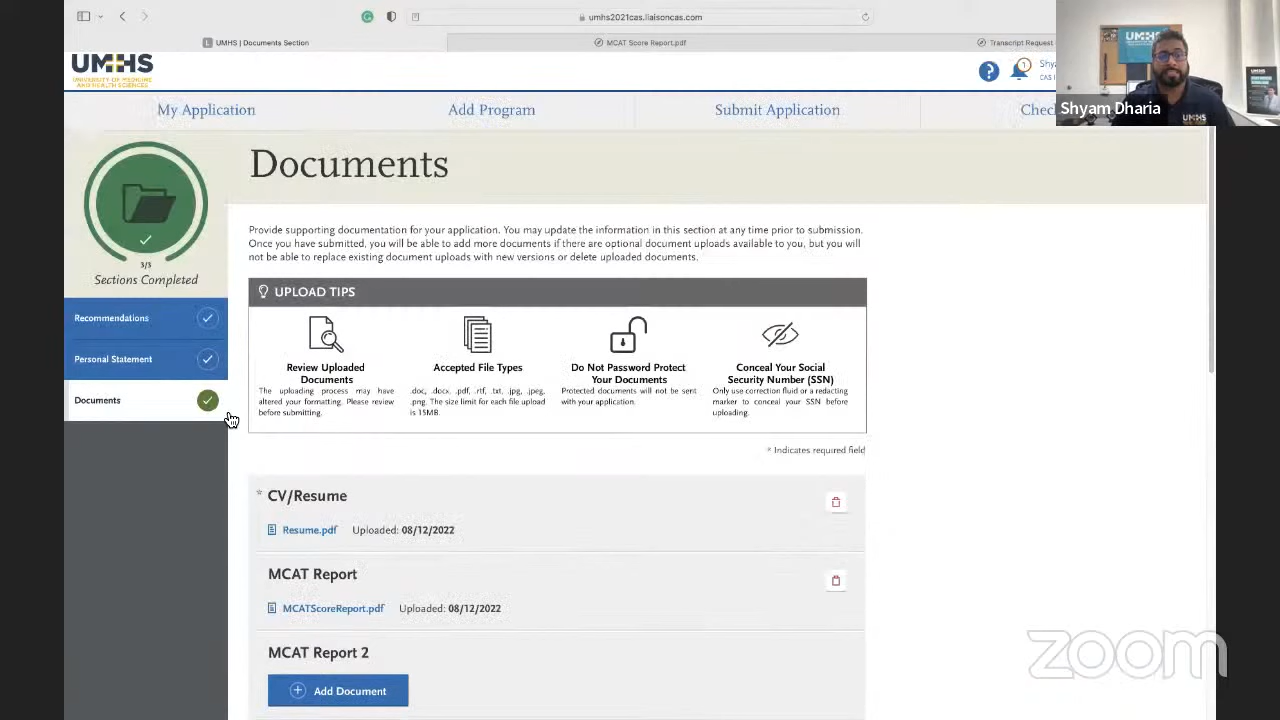 umhs2021cas.liaisoncas.com
UMHS | Documents Section
MCAT Score Report.pdf
Transcript Request
UMHS
UNIVERSITY OF MEDICINE
AND HEALTH SCIENCES
?
1
Shy
CAS I
UMHS
Shyam Dharia
UMHS
My Application
Add Program
Submit Application
Chec
Documents
3/3
Sections Completed
Recommendations
Personal Statement
Documents
Provide supporting documentation for your application. You may update the information in this section at any time prior to submission.
Once you have submitted, you will be able to add more documents if there are optional document uploads available to you, but you will
not be able to replace existing document uploads with new versions or delete uploaded documents.
UPLOAD TIPS
Review Uploaded
Documents
The uploading process may have
altered your formatting. Please review
before submitting.
Accepted File Types
.doc, .docx, .pdf, .rtf, .txt, .jpg, .jpeg,
.png. The size limit for each file upload
is 15MB.
Do Not Password Protect
Your Documents
Protected documents will not be sent
with your application.
Conceal Your Social
Security Number (SSN)
Only use correction fluid or a redacting
marker to conceal your SSN before
uploading.
* Indicates required field
* CV/Resume
Resume.pdf Uploaded: 08/12/2022
MCAT Report
MCATScoreReport.pdf Uploaded: 08/12/2022
MCAT Report 2
+ Add Document
zoom